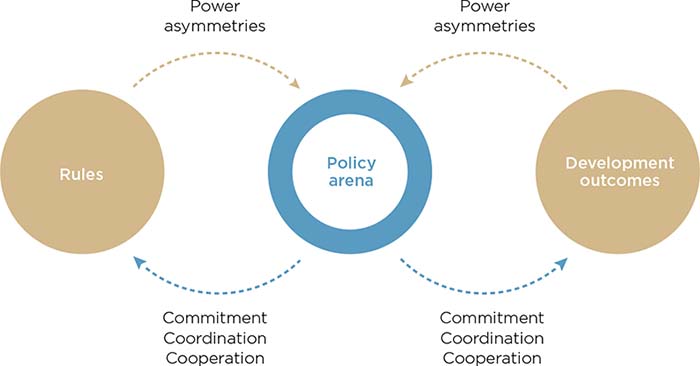 Power
asymmetries
Power
asymmetries
Rules
Policy
arena
Development
outcomes
Commitment
Coordination
Cooperation
Commitment
Coordination
Cooperation